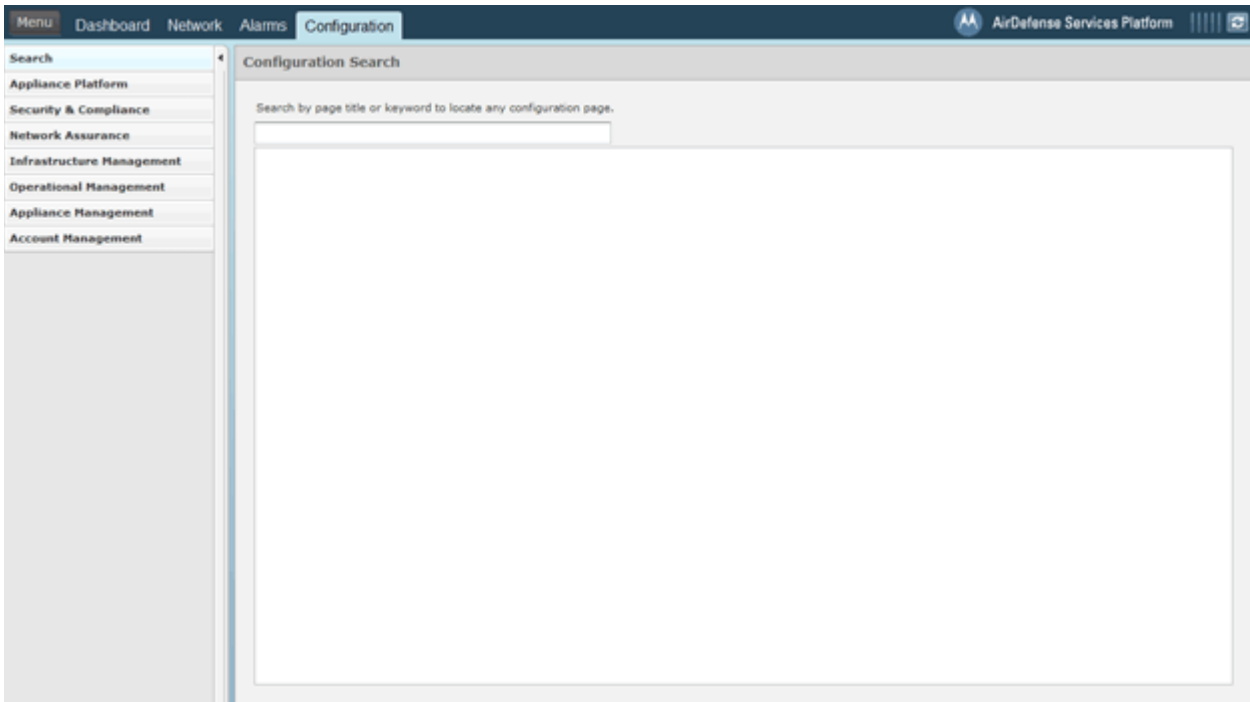 Menu Dashboard Network Alarms Configuration AirDefense Services Platform
Search
Configuration Search
Appliance Platform
Security & Compliance
Search by page title or keyword to locate any configuration page.
Network Assurance
Infrastructure Management
Operational Management
Appliance Management
Account Management